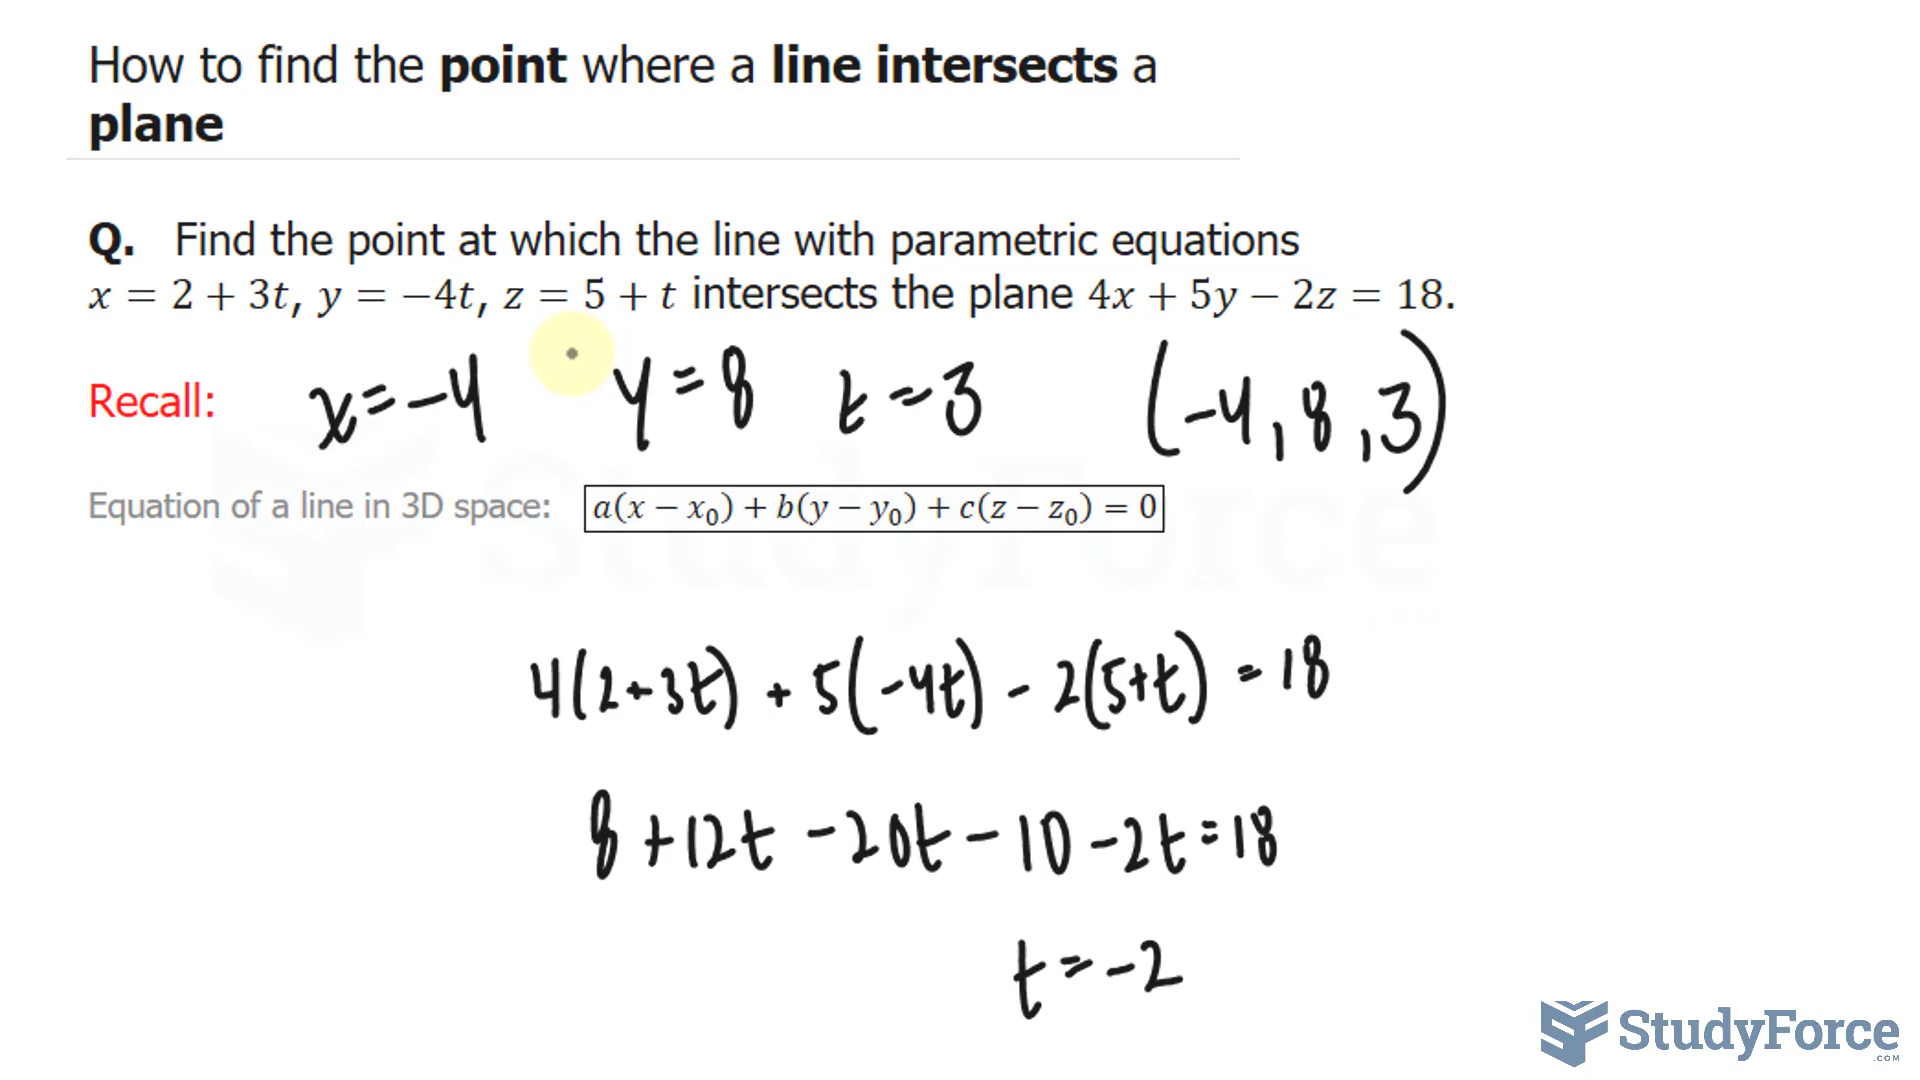 How to find the point where a line intersects a
plane
Q. Find the point at which the line with parametric equations
x = 2 + 3t, y = −4t, z = 5 + t intersects the plane 4x + 5y − 2z = 18.
Recall: x = -4 y = 8 t = 3 (-4, 8, 3)
Equation of a line in 3D space: a(x − x₀) + b(y − y₀) + c(z − z₀) = 0
StudyForce
4(2+3t) + 5(-4t) - 2(5+t) = 18
8 + 12t - 20t - 10 - 2t = 18
t = -2
StudyForce
.COM